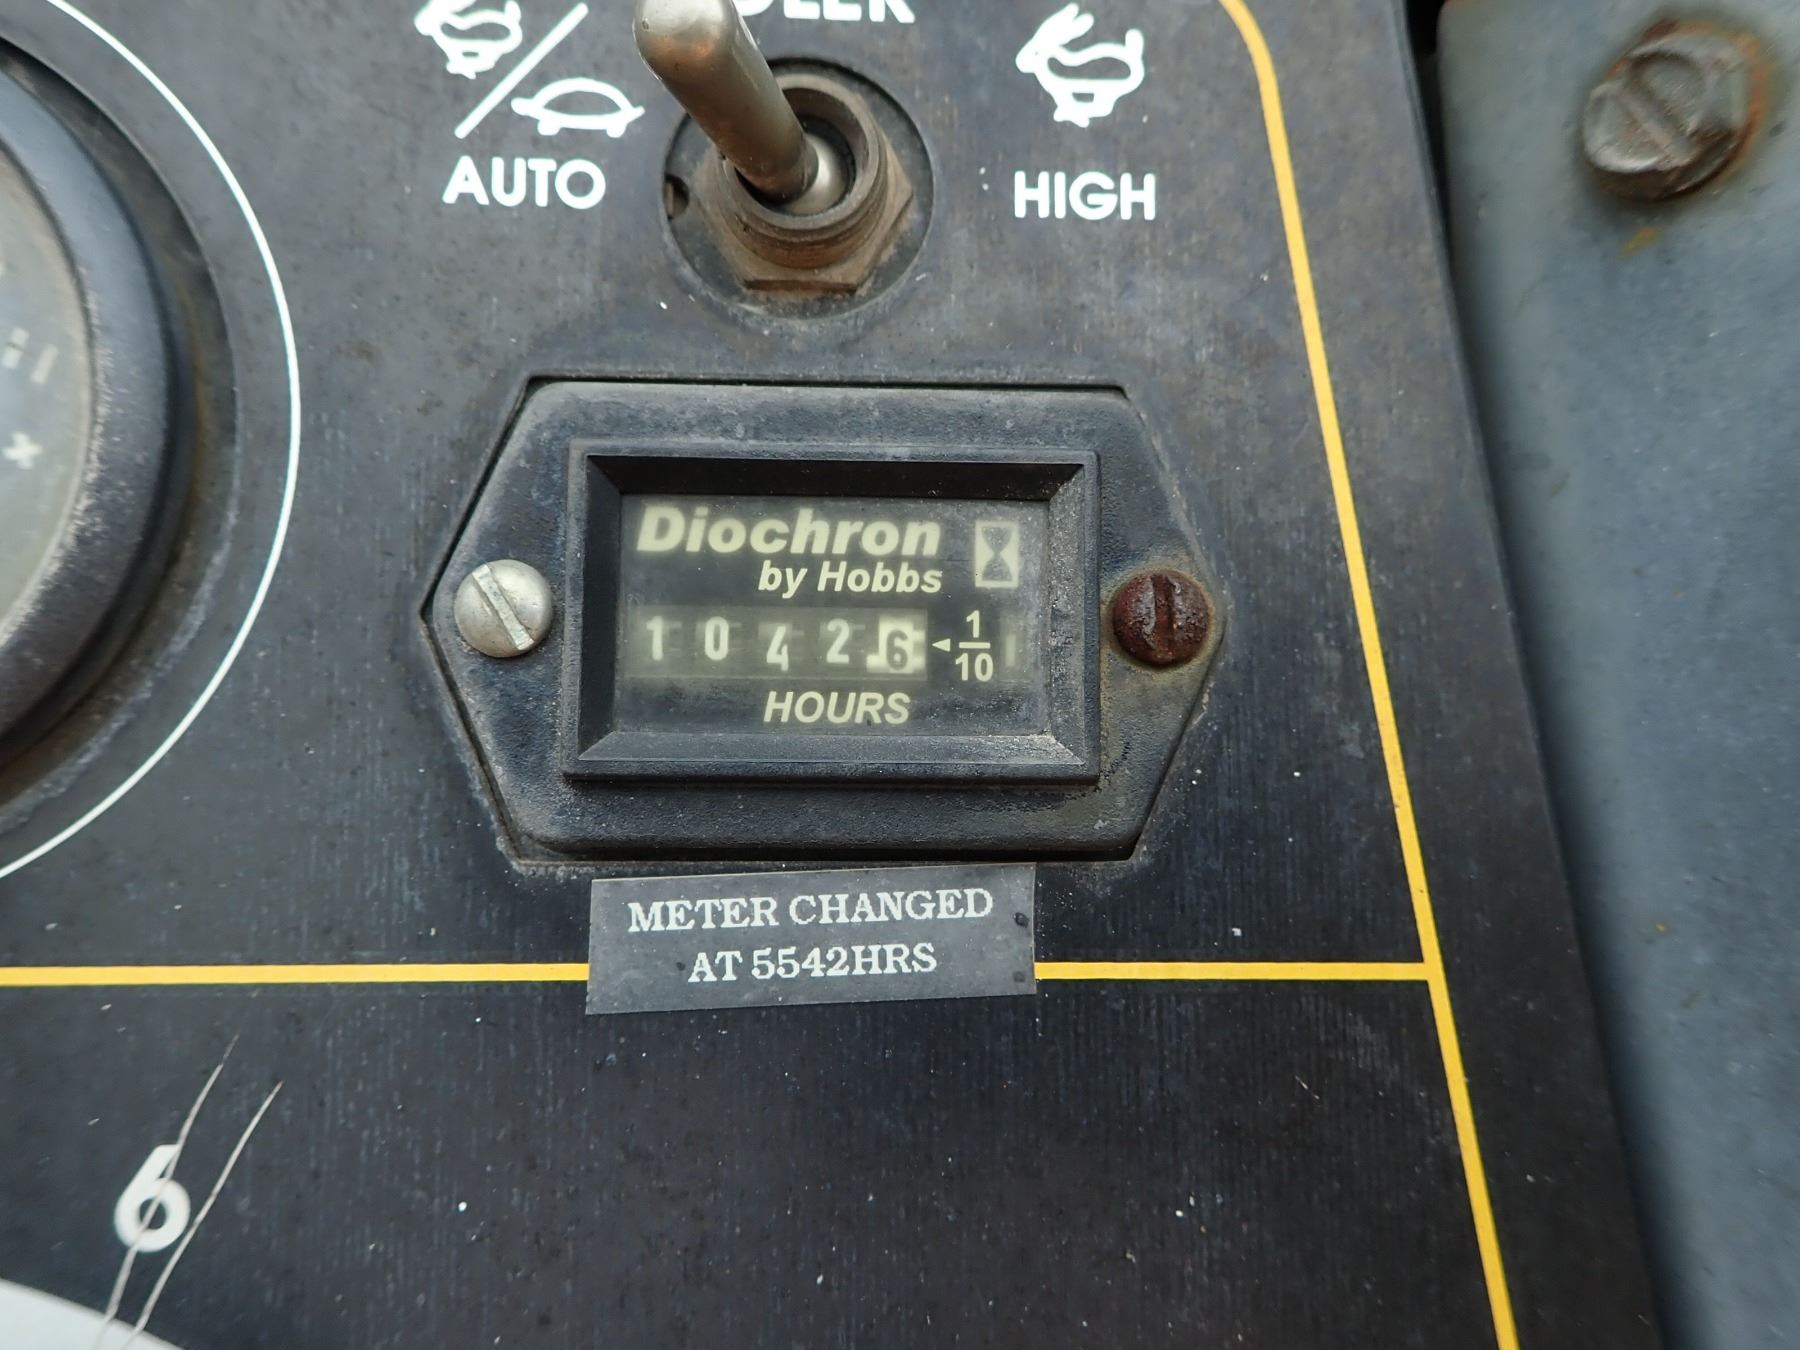 AUTO
HIGH
Diochron
by Hobbs
1 0 4 2 6 ◄ 1/10
HOURS
METER CHANGED
AT 5542HRS
6